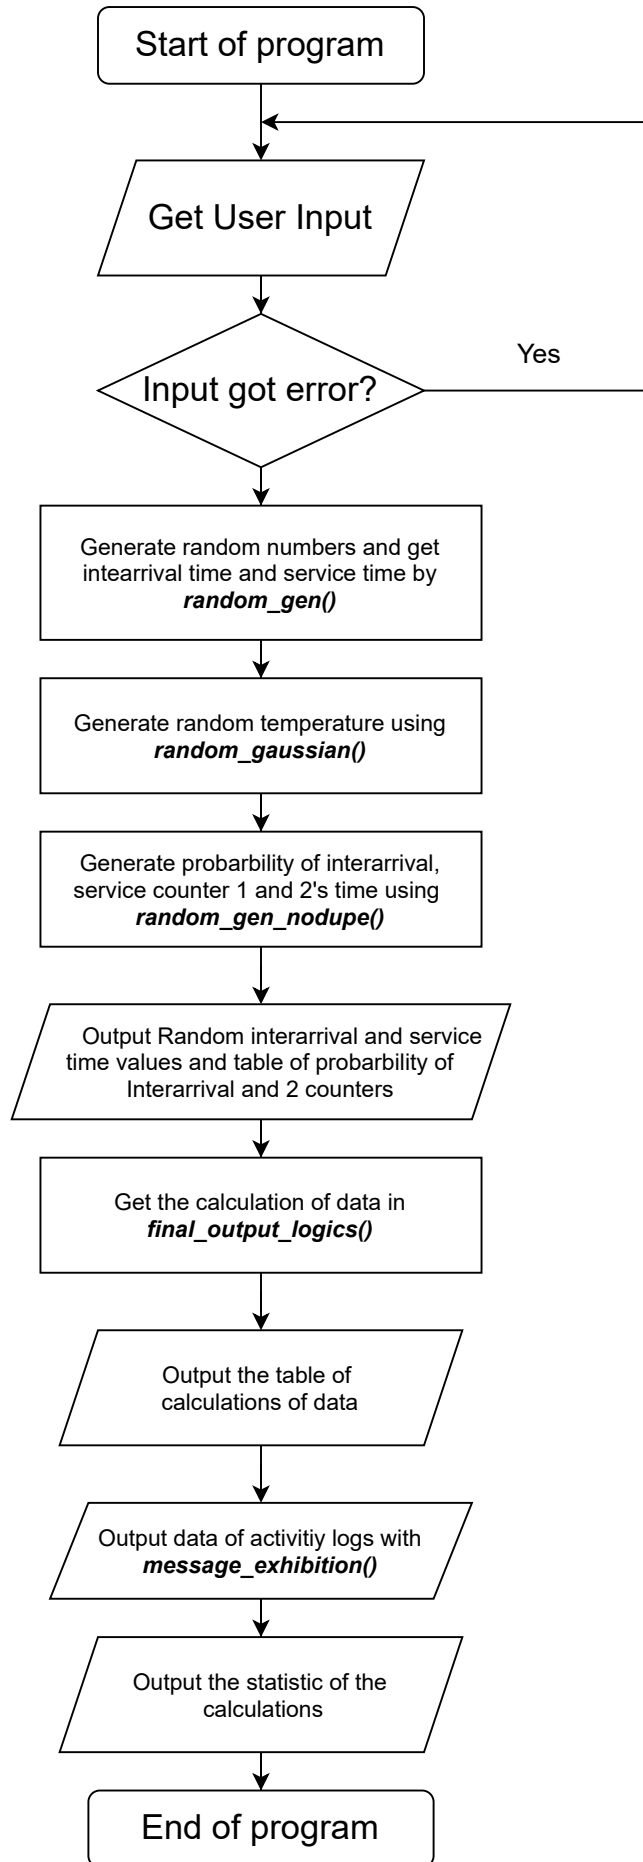 Start of program
Get User Input
Input got error?
Yes
Generate random numbers and get
intearrival time and service time by
random_gen()
Generate random temperature using
random_gaussian()
Generate probarbility of interarrival,
service counter 1 and 2's time using
random_gen_nodupe()
Output Random interarrival and service
time values and table of probarbility of
Interarrival and 2 counters
Get the calculation of data in
final_output_logics()
Output the table of
calculations of data
Output data of activitiy logs with
message_exhibition()
Output the statistic of the
calculations
End of program